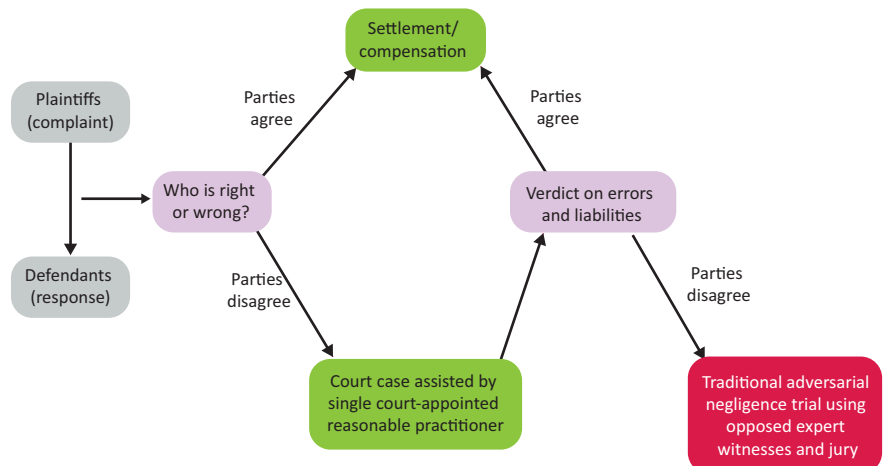 Settlement/
compensation
Parties
agree
Parties
agree
Plaintiffs
(complaint)
Who is right
or wrong?
Verdict on errors
and liabilities
Defendants
(response)
Parties
disagree
Parties
disagree
Court case assisted by
single court-appointed
reasonable practitioner
Traditional adversarial
negligence trial using
opposed expert
witnesses and jury